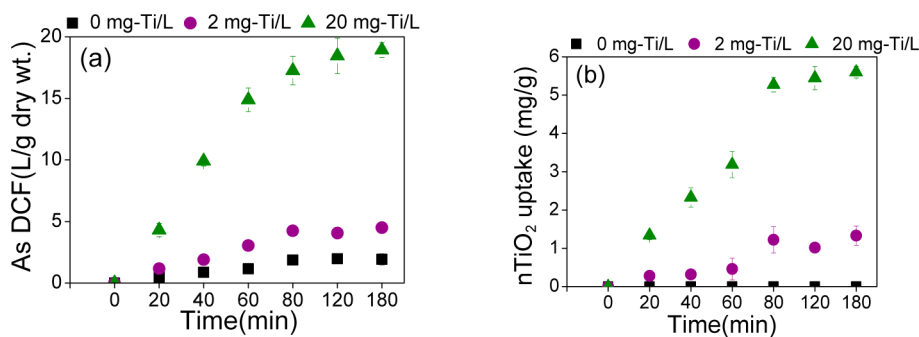 0 mg-Ti/L 2 mg-Ti/L 20 mg-Ti/L
(a)
As DCF(L/g dry wt.)
20
15
10
5
0
0 20 40 60 80 120 180
Time(min)
0 mg-Ti/L 2 mg-Ti/L 20 mg-Ti/L
(b)
nTiO₂ uptake (mg/g)
6
5
4
3
2
1
0
0 20 40 60 80 120 180
Time(min)